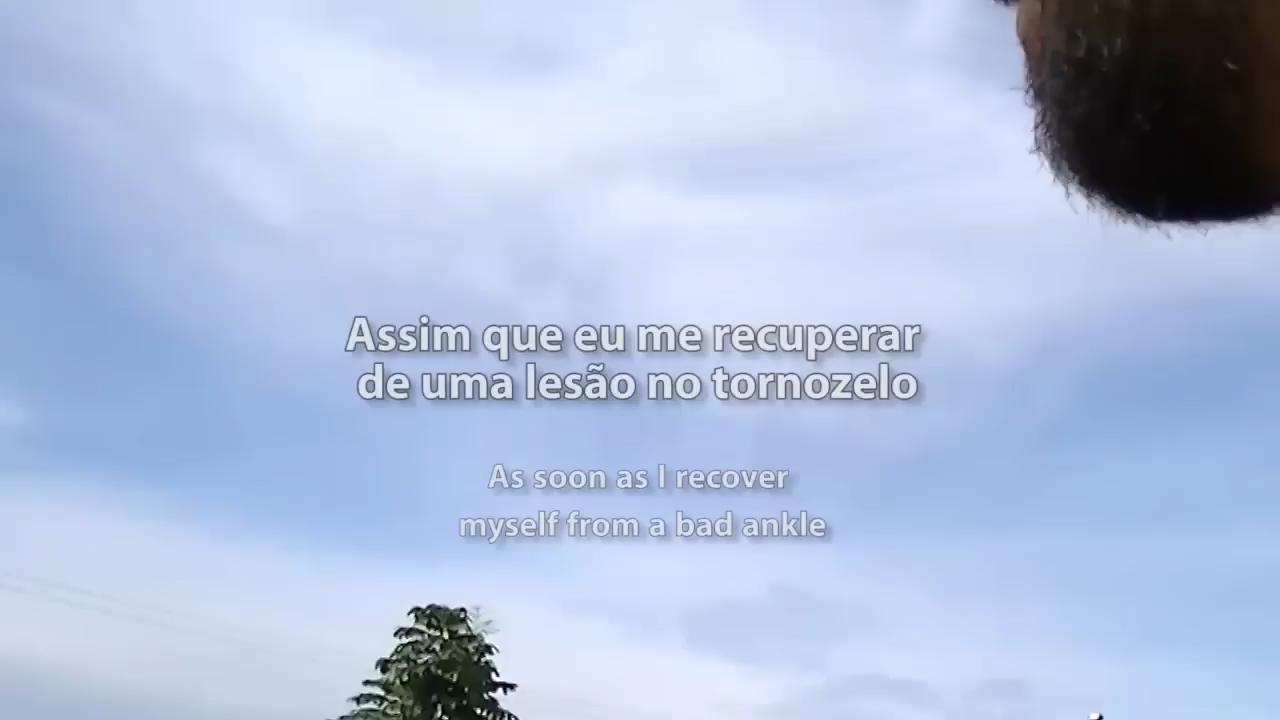 Assim que eu me recuperar
de uma lesão no tornozelo
As soon as I recover
myself from a bad ankle